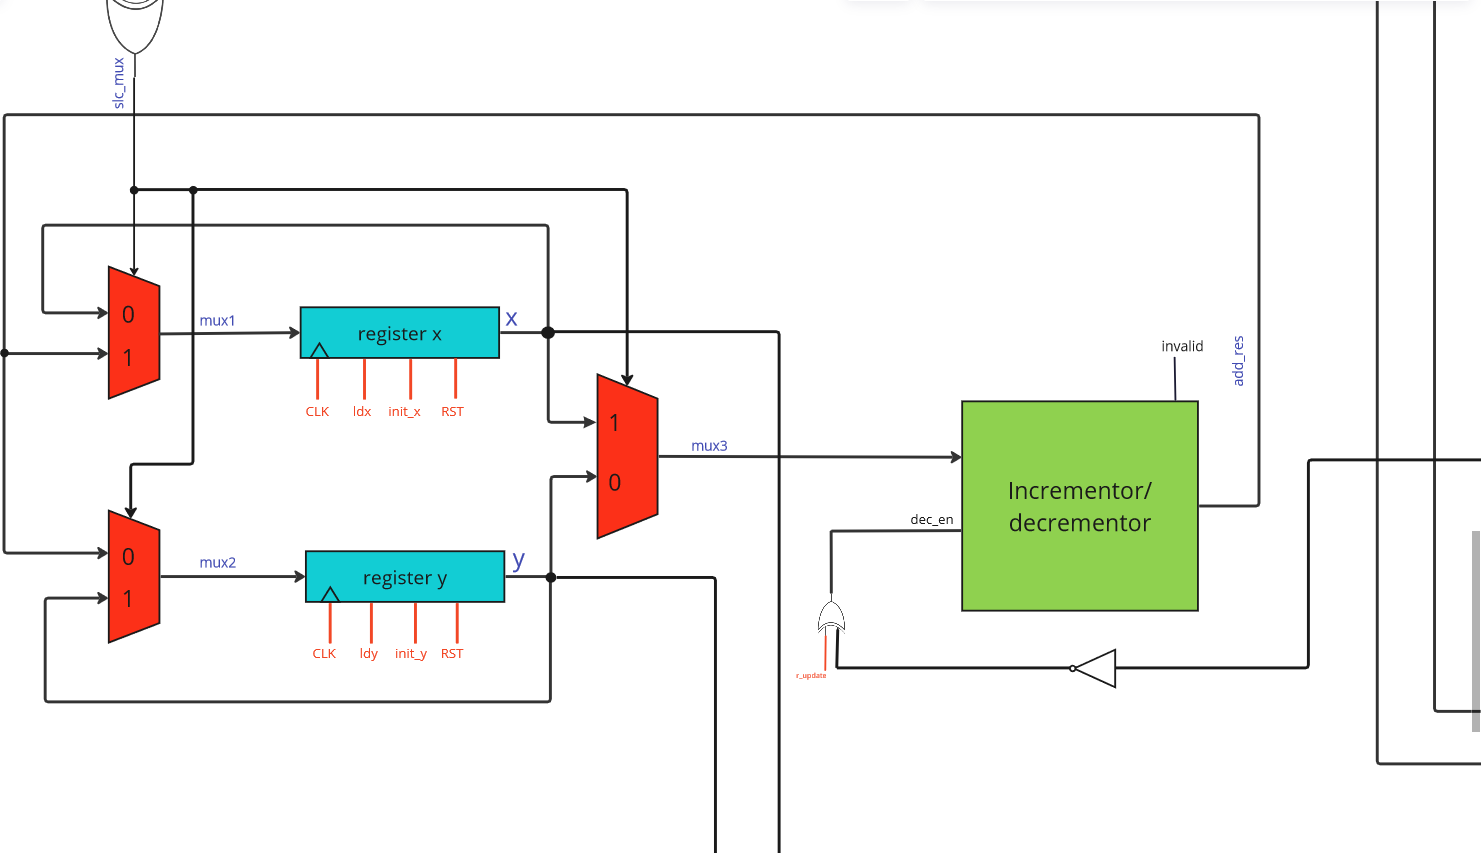 slc_mux
0
1
mux1
register x
x
CLK
ldx
init_x
RST
1
0
mux3
invalid
add_res
Incrementor/
decrementor
dec_en
0
1
mux2
register y
y
CLK
ldy
init_y
RST
r_update